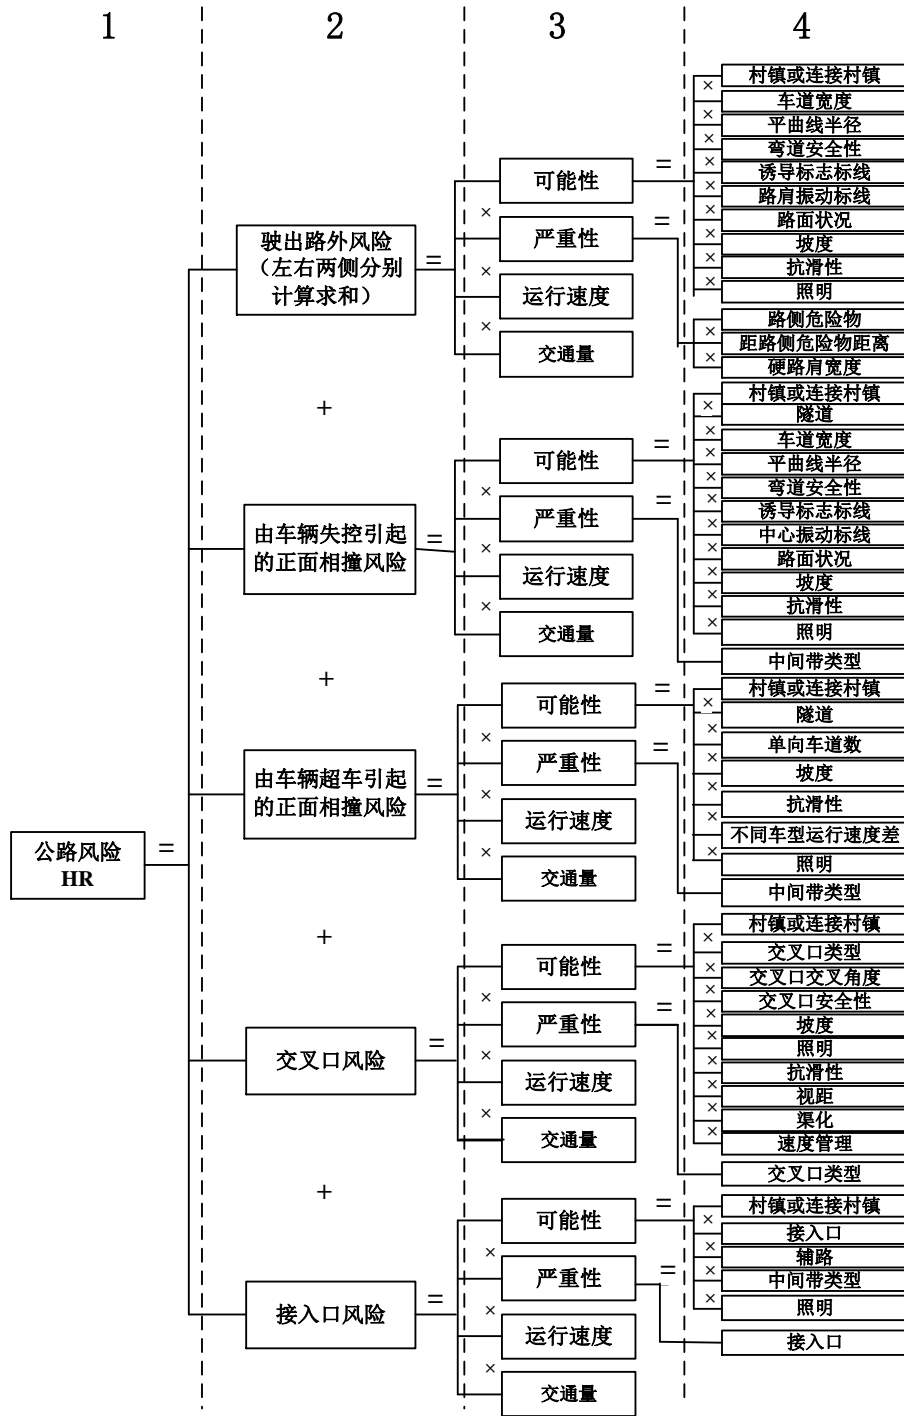 1
2
3
4
公路风险
HR
=
驶出路外风险
（左右两侧分别
计算求和）
=
可能性
×
严重性
×
运行速度
×
交通量
=
村镇或连接村镇
×
车道宽度
×
平曲线半径
×
弯道安全性
×
诱导标志标线
×
路肩振动标线
×
路面状况
×
坡度
×
抗滑性
×
照明
=
路侧危险物
×
距路侧危险物距离
×
硬路肩宽度
+
由车辆失控引起
的正面相撞风险
=
可能性
×
严重性
×
运行速度
×
交通量
=
村镇或连接村镇
×
隧道
×
车道宽度
×
平曲线半径
×
弯道安全性
×
诱导标志标线
×
中心振动标线
×
路面状况
×
坡度
×
抗滑性
×
照明
=
中间带类型
+
由车辆超车引起
的正面相撞风险
=
可能性
×
严重性
×
运行速度
×
交通量
=
村镇或连接村镇
×
隧道
×
单向车道数
×
坡度
×
抗滑性
×
不同车型运行速度差
×
照明
=
中间带类型
+
交叉口风险
=
可能性
×
严重性
×
运行速度
×
交通量
=
村镇或连接村镇
×
交叉口类型
×
交叉口交叉角度
×
交叉口安全性
×
坡度
×
照明
×
抗滑性
×
视距
×
渠化
×
速度管理
=
交叉口类型
+
接入口风险
=
可能性
×
严重性
×
运行速度
×
交通量
=
村镇或连接村镇
×
接入口
×
辅路
×
中间带类型
×
照明
=
接入口